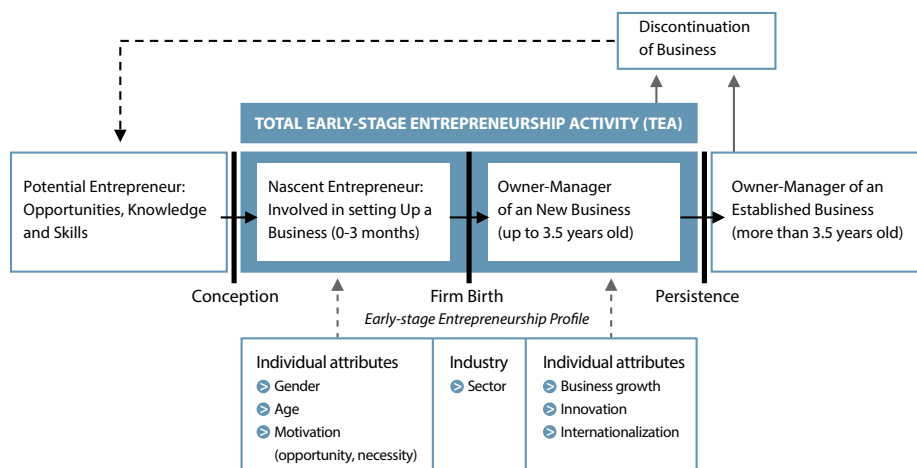 Discontinuation
of Business
TOTAL EARLY-STAGE ENTREPRENEURSHIP ACTIVITY (TEA)
Potential Entrepreneur:
Opportunities, Knowledge
and Skills
Nascent Entrepreneur:
Involved in setting Up a
Business (0-3 months)
Owner-Manager
of an New Business
(up to 3.5 years old)
Owner-Manager of an
Established Business
(more than 3.5 years old)
Conception
Firm Birth
Persistence
Early-stage Entrepreneurship Profile
Individual attributes
Gender
Age
Motivation
(opportunity, necessity)
Industry
Sector
Individual attributes
Business growth
Innovation
Internationalization